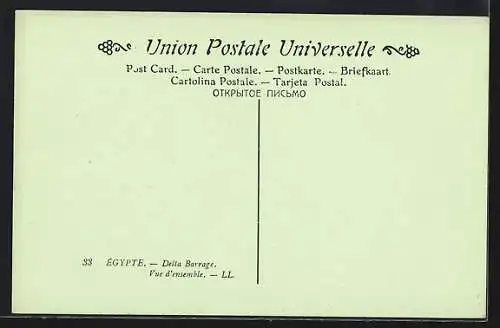 Union Postale Universelle
Post Card. — Carte Postale. — Postkarte. — Briefkaart.
Cartolina Postale. — Tarjeta Postal.
ОТКРЫТОЕ ПИСЬМО
33 ÉGYPTE. — Delta Barrage.
Vue d'ensemble. — LL.